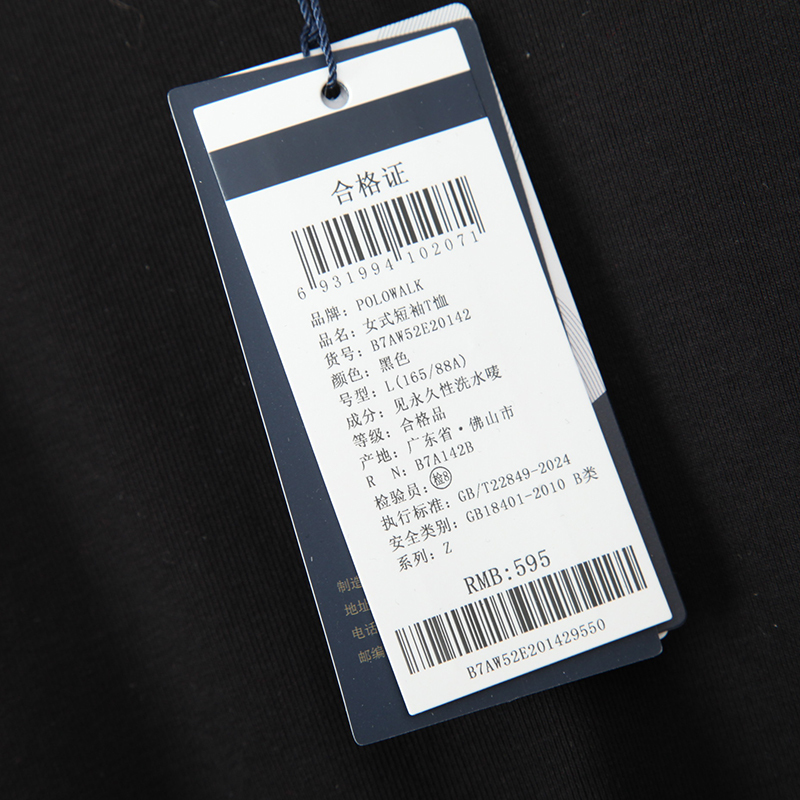 合格证
6 931994 102071
品牌: POLOWALK
品名: 女式短袖T恤
货号: B7AW52E20142
颜色: 黑色
号型: L(165/88A)
成分: 见永久性洗水唛
等级: 合格品
产地: 广东省·佛山市
R N: B7A142B
检验员: 检8
执行标准: GB/T22849-2024
安全类别: GB18401-2010 B类
系列: Z
RMB:595
B7AW52E201429550
制造
地址
电话
邮编